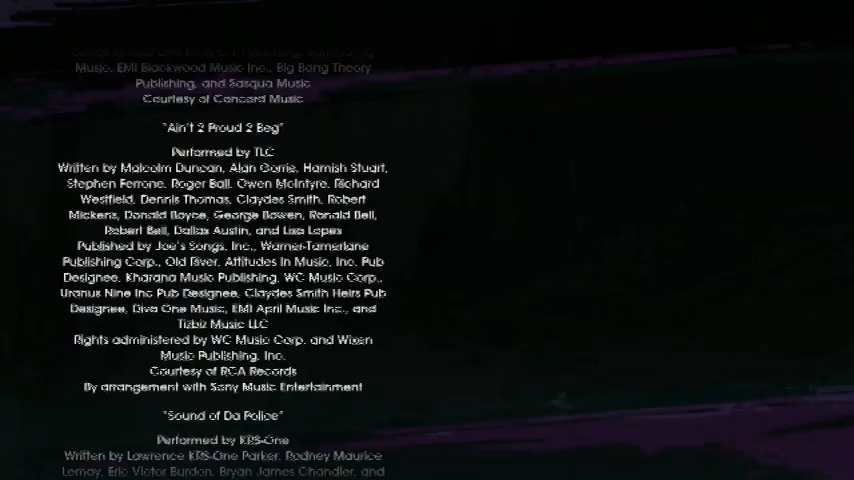 Music, EMI Blackwood Music Inc., Big Bang Theory
Publishing, and Sasqua Music
Courtesy of Concord Music
"Ain't 2 Proud 2 Beg"
Performed by TLC
Written by Malcolm Duncan, Alan Gorrie, Hamish Stuart,
Stephen Ferrone, Roger Ball, Owen McIntyre, Richard
Westfield, Dennis Thomas, Claydes Smith, Robert
Mickens, Donald Boyce, George Bowen, Ronald Bell,
Robert Bell, Dallas Austin, and Lisa Lopes
Published by Joe's Songs, Inc., Warner-Tamerlane
Publishing Corp., Old River, Attitudes In Music, Inc. Pub
Designee, Kharana Music Publishing, WC Music Corp.,
Uranus Nine Inc Pub Designee, Claydes Smith Heirs Pub
Designee, Diva One Music, EMI April Music Inc., and
Tizbiz Music LLC
Rights administered by WC Music Corp. and Wixen
Music Publishing, Inc.
Courtesy of RCA Records
By arrangement with Sony Music Entertainment
"Sound of Da Police"
Performed by KRS-One
Written by Lawrence KRS-One Parker, Rodney Maurice
Lemay, Eric Victor Burdon, Bryan James Chandler, and